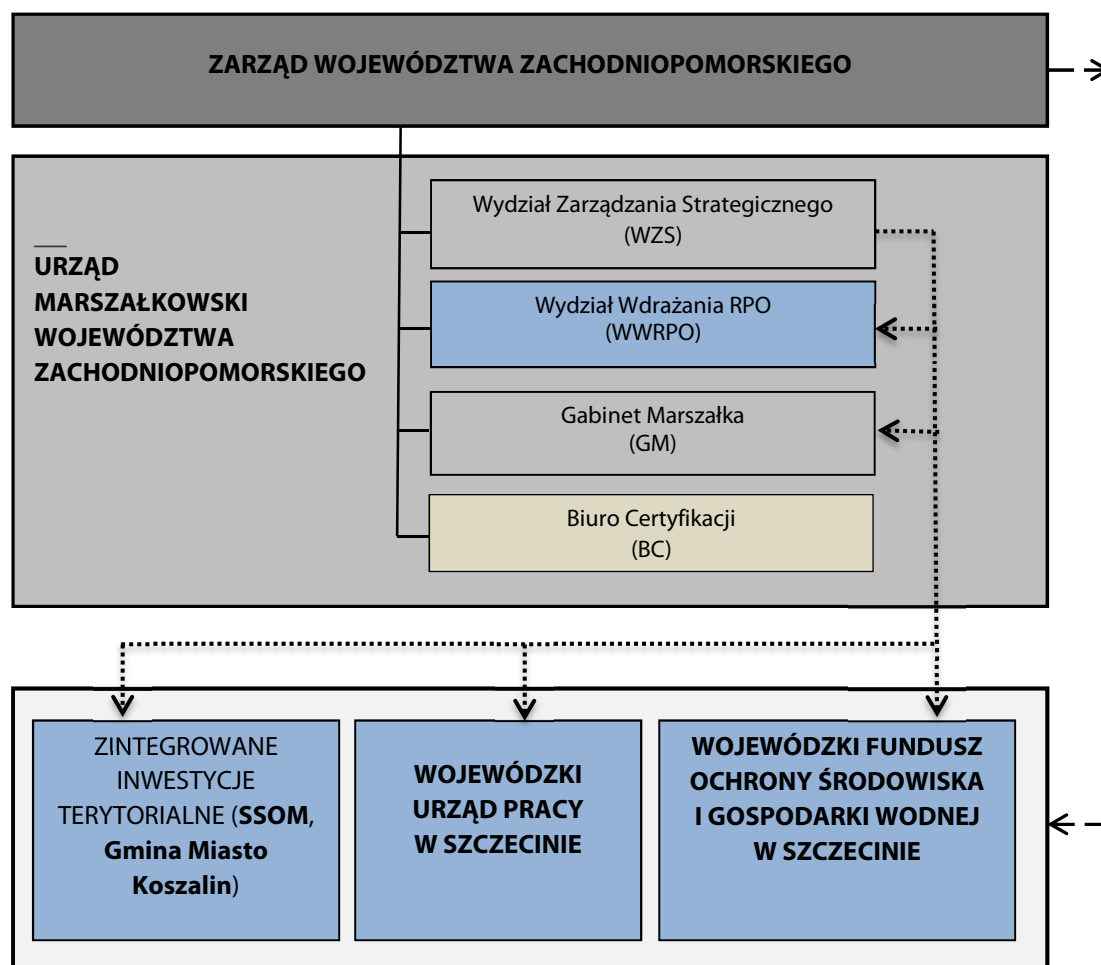 ZARZĄD WOJEWÓDZTWA ZACHODNIOPOMORSKIEGO
URZĄD
MARSZAŁKOWSKI
WOJEWÓDZTWA
ZACHODNIOPOMORSKIEGO
Wydział Zarządzania Strategicznego
(WZS)
Wydział Wdrażania RPO
(WWRPO)
Gabinet Marszałka
(GM)
Biuro Certyfikacji
(BC)
ZINTEGROWANE
INWESTYCJE
TERYTORIALNE (SSOM,
Gmina Miasto
Koszalin)
WOJEWÓDZKI
URZĄD PRACY
W SZCZECINIE
WOJEWÓDZKI FUNDUSZ
OCHRONY ŚRODOWISKA
I GOSPODARKI WODNEJ
W SZCZECINIE